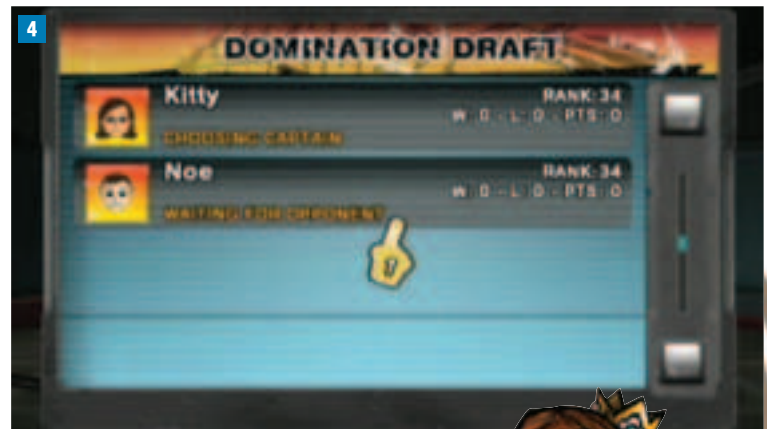 4
DOMINATION DRAFT
Kitty
RANK: 34
W: 0 - L: 0 - PTS: 0
CHOOSING CAPTAIN
Noe
RANK: 34
W: 0 - L: 0 - PTS: 0
WAITING FOR OPPONENT
1